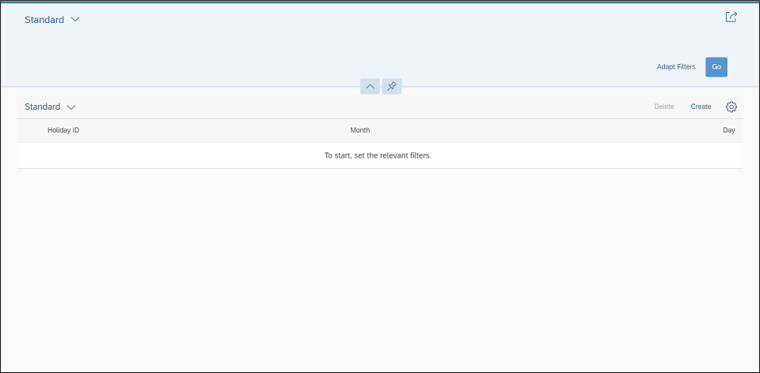 Standard
Adapt Filters Go
Standard Delete Create
Holiday ID Month Day
To start, set the relevant filters.